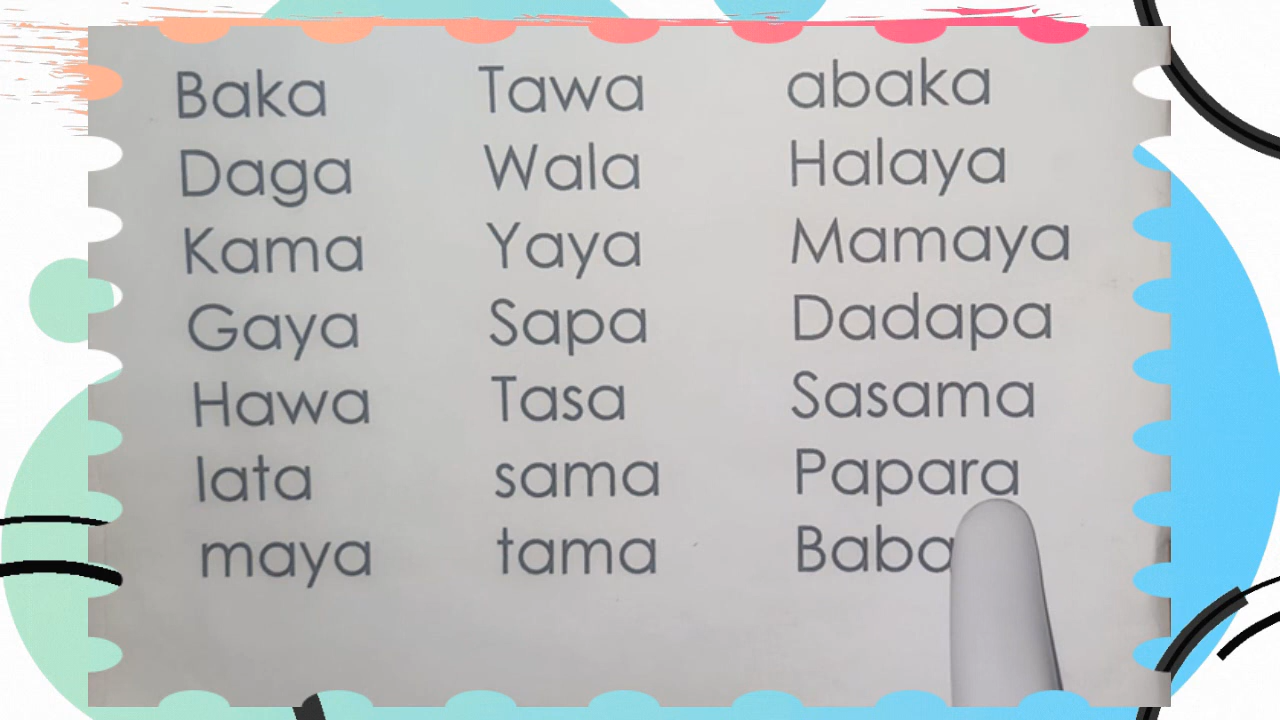 Baka Tawa abaka
Daga Wala Halaya
Kama Yaya Mamaya
Gaya Sapa Dadapa
Hawa Tasa Sasama
lata sama Papara
maya tama